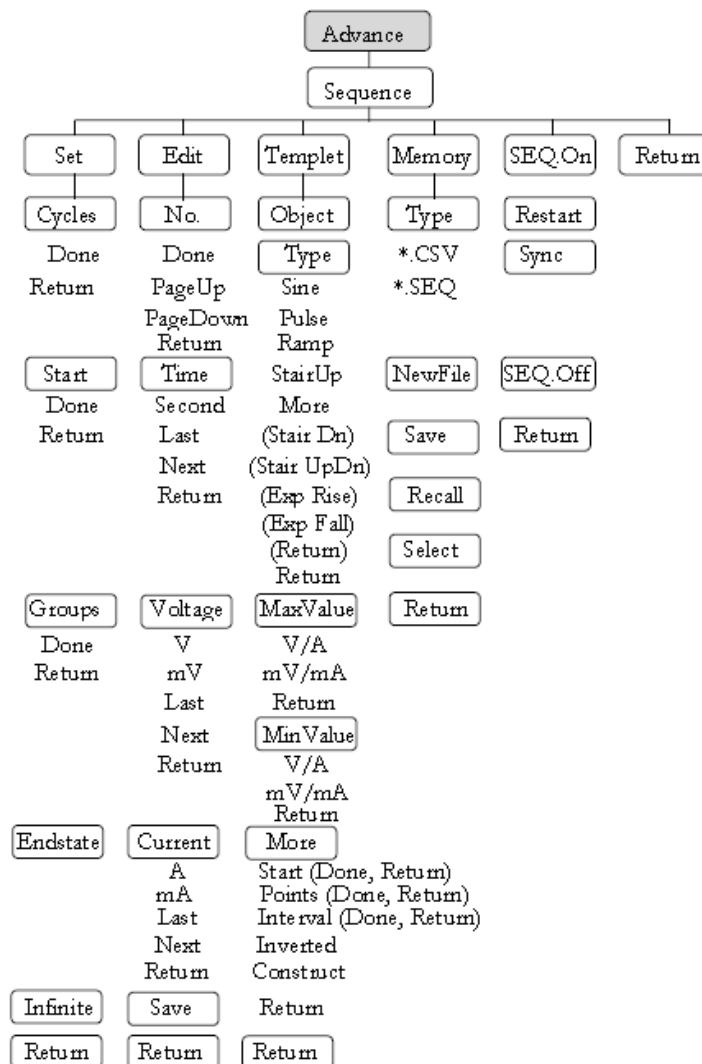 Advance
Sequence
Set Edit Templet Memory SEQ.On Return
Cycles No. Object Type Restart
Done Done Type *.CSV Sync
Return PageUp Sine *.SEQ
PageDown Pulse
Return Ramp
Start Time StairUp NewFile SEQ.Off
Done Second More
Return Last (Stair Dn) Save Return
Next (Stair UpDn)
Return (Exp Rise) Recall
(Exp Fall)
(Return) Select
Return
Groups Voltage MaxValue Return
Done V V/A
Return mV mV/mA
Last Return
Next MinValue
Return V/A
mV/mA
Return
Endstate Current More
A Start (Done, Return)
mA Points (Done, Return)
Last Interval (Done, Return)
Next Inverted
Return Construct
Infinite Save Return
Return Return Return